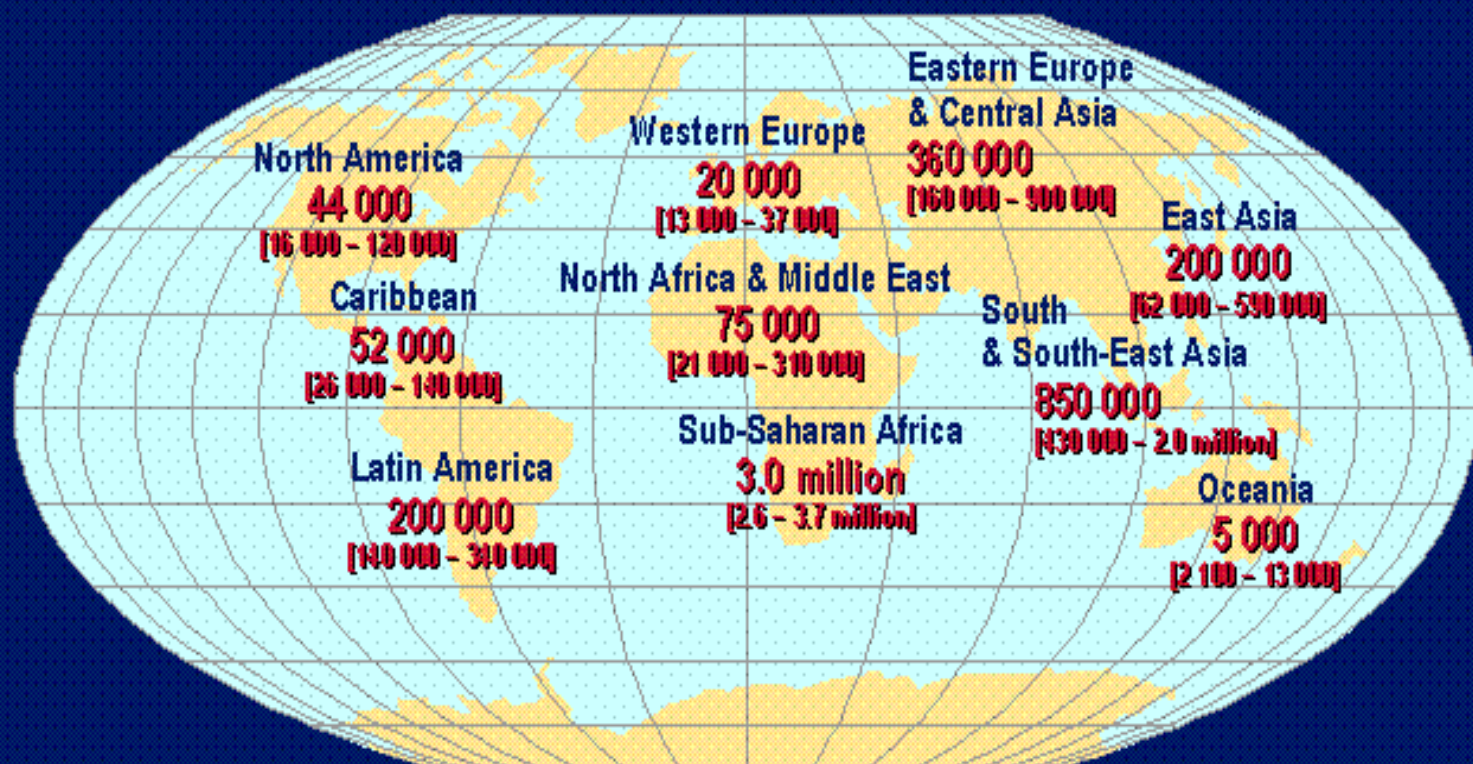 Eastern Europe
& Central Asia
360 000
[160 000 – 900 000]
Western Europe
20 000
[13 000 – 37 000]
North America
44 000
[16 000 – 120 000]
East Asia
200 000
[62 000 – 590 000]
North Africa & Middle East
75 000
[21 000 – 310 000]
Caribbean
52 000
[26 000 – 140 000]
South
& South-East Asia
850 000
[430 000 – 2.0 million]
Sub-Saharan Africa
3.0 million
[2.6 – 3.7 million]
Latin America
200 000
[140 000 – 340 000]
Oceania
5 000
[2 100 – 13 000]